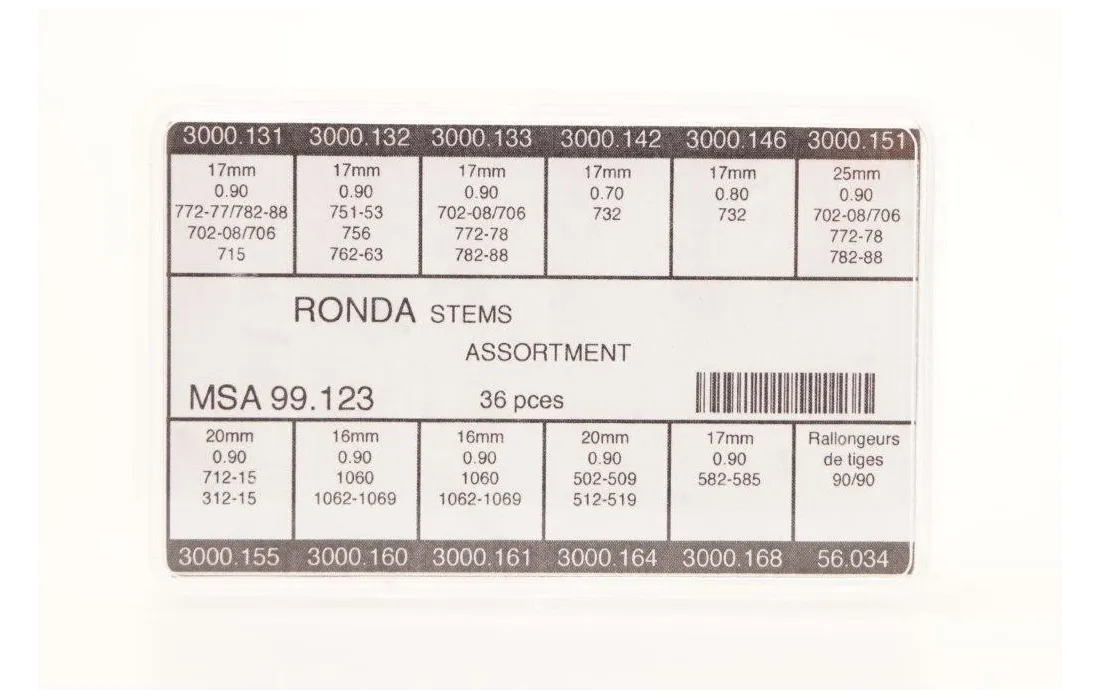 3000.131 3000.132 3000.133 3000.142 3000.146 3000.151
17mm 17mm 17mm 17mm 17mm 25mm
0.90 0.90 0.90 0.70 0.80 0.90
772-77/782-88 751-53 702-08/706 732 732 702-08/706
702-08/706 756 772-78 772-78
715 762-63 782-88 782-88
RONDA STEMS
ASSORTMENT
MSA 99.123 36 pces
20mm 16mm 16mm 20mm 17mm Rallongeurs
0.90 0.90 0.90 0.90 0.90 de tiges
712-15 1060 1060 502-509 582-585 90/90
312-15 1062-1069 1062-1069 512-519
3000.155 3000.160 3000.161 3000.164 3000.168 56.034